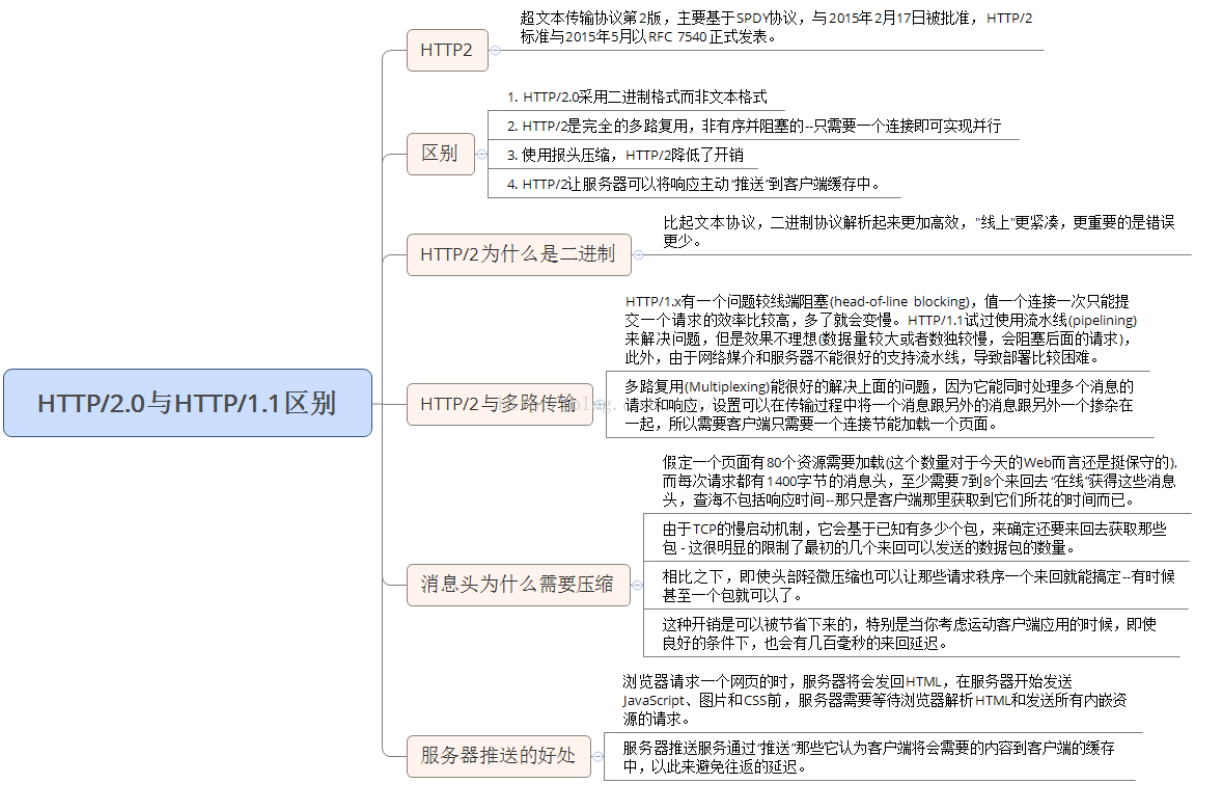 超文本传输协议第2版，主要基于SPDY协议，与2015年2月17日被批准，HTTP/2
标准与2015年5月以RFC 7540正式发表。
HTTP2
1. HTTP/2.0采用二进制格式而非文本格式
2. HTTP/2是完全的多路复用，非有序并阻塞的--只需要一个连接即可实现并行
区别
3. 使用报头压缩，HTTP/2降低了开销
4. HTTP/2让服务器可以将响应主动“推送”到客户端缓存中。
比起文本协议，二进制协议解析起来更加高效，"线上"更紧凑，更重要的是错误
更少。
HTTP/2为什么是二进制
HTTP/1.x有一个问题较线端阻塞(head-of-line blocking)，值一个连接一次只能提
交一个请求的效率比较高，多了就会变慢。HTTP/1.1试过使用流水线(pipelining)
来解决问题，但是效果不理想(数据量较大或者数独较慢，会阻塞后面的请求)，
此外，由于网络媒介和服务器不能很好的支持流水线，导致部署比较困难。
HTTP/2.0与HTTP/1.1区别
HTTP/2与多路传输
多路复用(Multiplexing)能很好的解决上面的问题，因为它能同时处理多个消息的
请求和响应，设置可以在传输过程中将一个消息跟另外的消息跟另外一个掺杂在
一起，所以需要客户端只需要一个连接节能加载一个页面。
假定一个页面有80个资源需要加载(这个数量对于今天的Web而言还是挺保守的),
而每次请求都有1400字节的消息头，至少需要7到8个来回去“在线”获得这些消息
头，查海不包括响应时间--那只是客户端那里获取到它们所花的时间而已。
由于TCP的慢启动机制，它会基于已知有多少个包，来确定还要来回去获取那些
包 - 这很明显的限制了最初的几个来回可以发送的数据包的数量。
消息头为什么需要压缩
相比之下，即使头部轻微压缩也可以让那些请求秩序一个来回就能搞定--有时候
甚至一个包就可以了。
这种开销是可以被节省下来的，特别是当你考虑运动客户端应用的时候，即使
良好的条件下，也会有几百毫秒的来回延迟。
浏览器请求一个网页的时，服务器将会发回HTML，在服务器开始发送
JavaScript、图片和CSS前，服务器需要等待浏览器解析HTML和发送所有内嵌资
源的请求。
服务器推送的好处
服务器推送服务通过“推送”那些它认为客户端将会需要的内容到客户端的缓存
中，以此来避免往返的延迟。